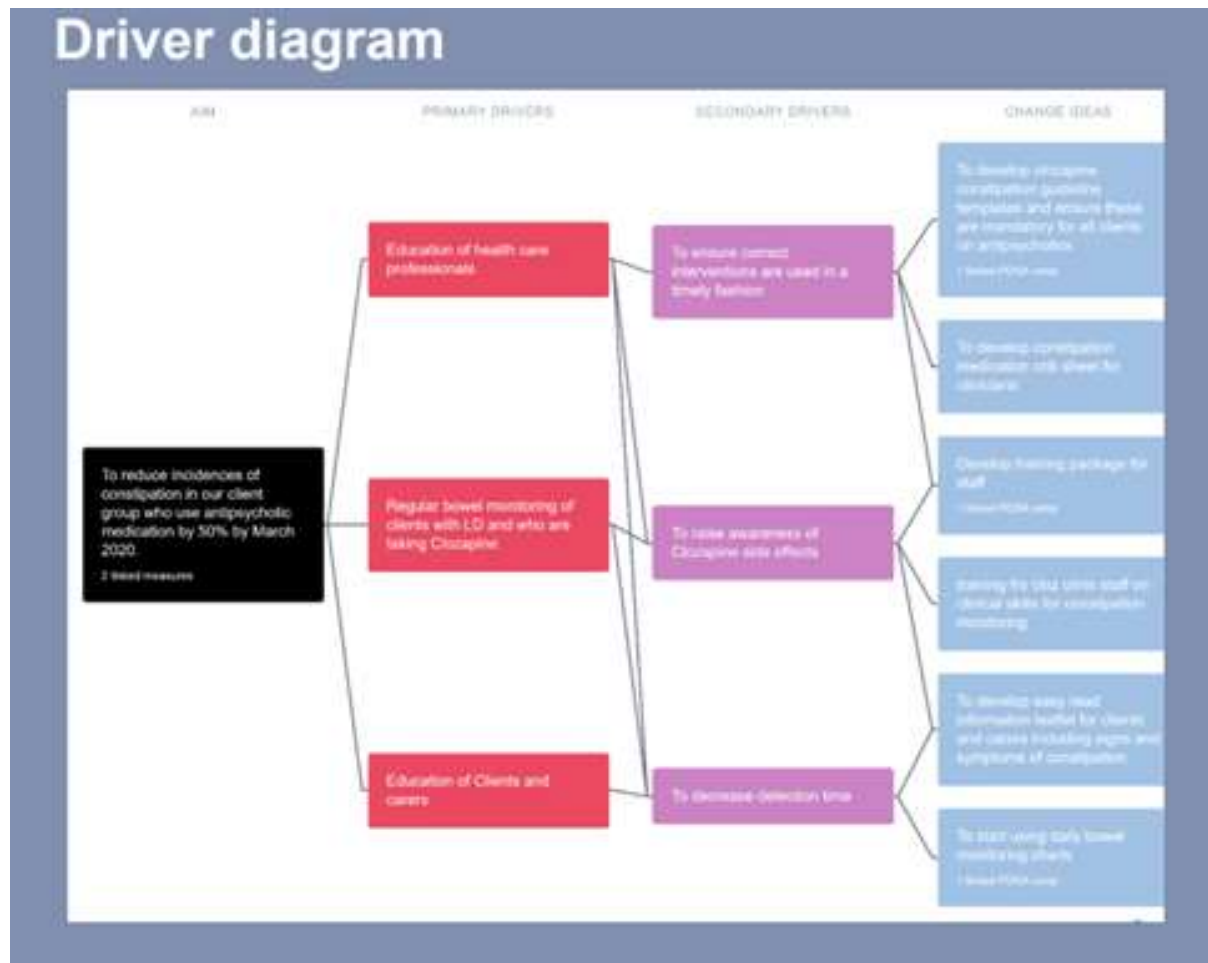 Driver diagram
AIM
PRIMARY DRIVERS
SECONDARY DRIVERS
CHANGE IDEAS
To reduce incidences of
constipation in our client
group who use antipsychotic
medication by 50% by March
2020.
2 linked measures
Education of health care
professionals
Regular bowel monitoring of
clients with LD and who are
taking Clozapine
Education of Clients and
carers
To ensure correct
interventions are used in a
timely fashion
To raise awareness of
Clozapine side effects
To decrease detection time
To develop clozapine
constipation guideline
templates and ensure these
are mandatory for all clients
on antipsychotics
To develop constipation
medication crib sheet for
clinicians
Develop training package for
staff
training for staff on
clinical skills for constipation
monitoring
To develop easy read
information leaflet for clients
and including signs and
symptoms of constipation
To start using daily bowel
monitoring charts